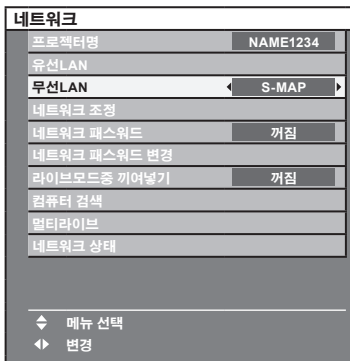 네트워크
프로젝터명 NAME1234
유선LAN
무선LAN S-MAP
네트워크 조정
네트워크 패스워드 꺼짐
네트워크 패스워드 변경
라이브모드중 끼여넣기 꺼짐
컴퓨터 검색
멀티라이브
네트워크 상태
메뉴 선택
변경